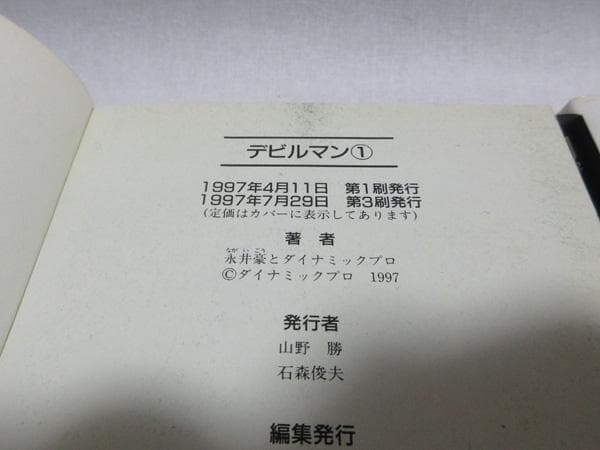 デビルマン①
1997年4月11日 第1刷発行
1997年7月29日 第3刷発行
(定価はカバーに表示してあります)
著者
ながいごう
永井豪とダイナミックプロ
©ダイナミックプロ 1997
発行者
山野 勝
石森俊夫
編集発行